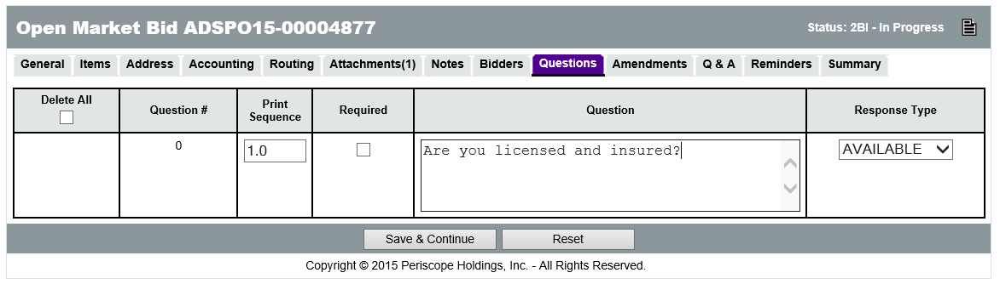 Open Market Bid ADSPO15-00004877
Status: 2BI - In Progress
General Items Address Accounting Routing Attachments(1) Notes Bidders Questions Amendments Q & A Reminders Summary
Delete All
Question #
Print
Sequence
Required
Question
Response Type
0
1.0
Are you licensed and insured?
AVAILABLE
Save & Continue
Reset
Copyright © 2015 Periscope Holdings, Inc. - All Rights Reserved.